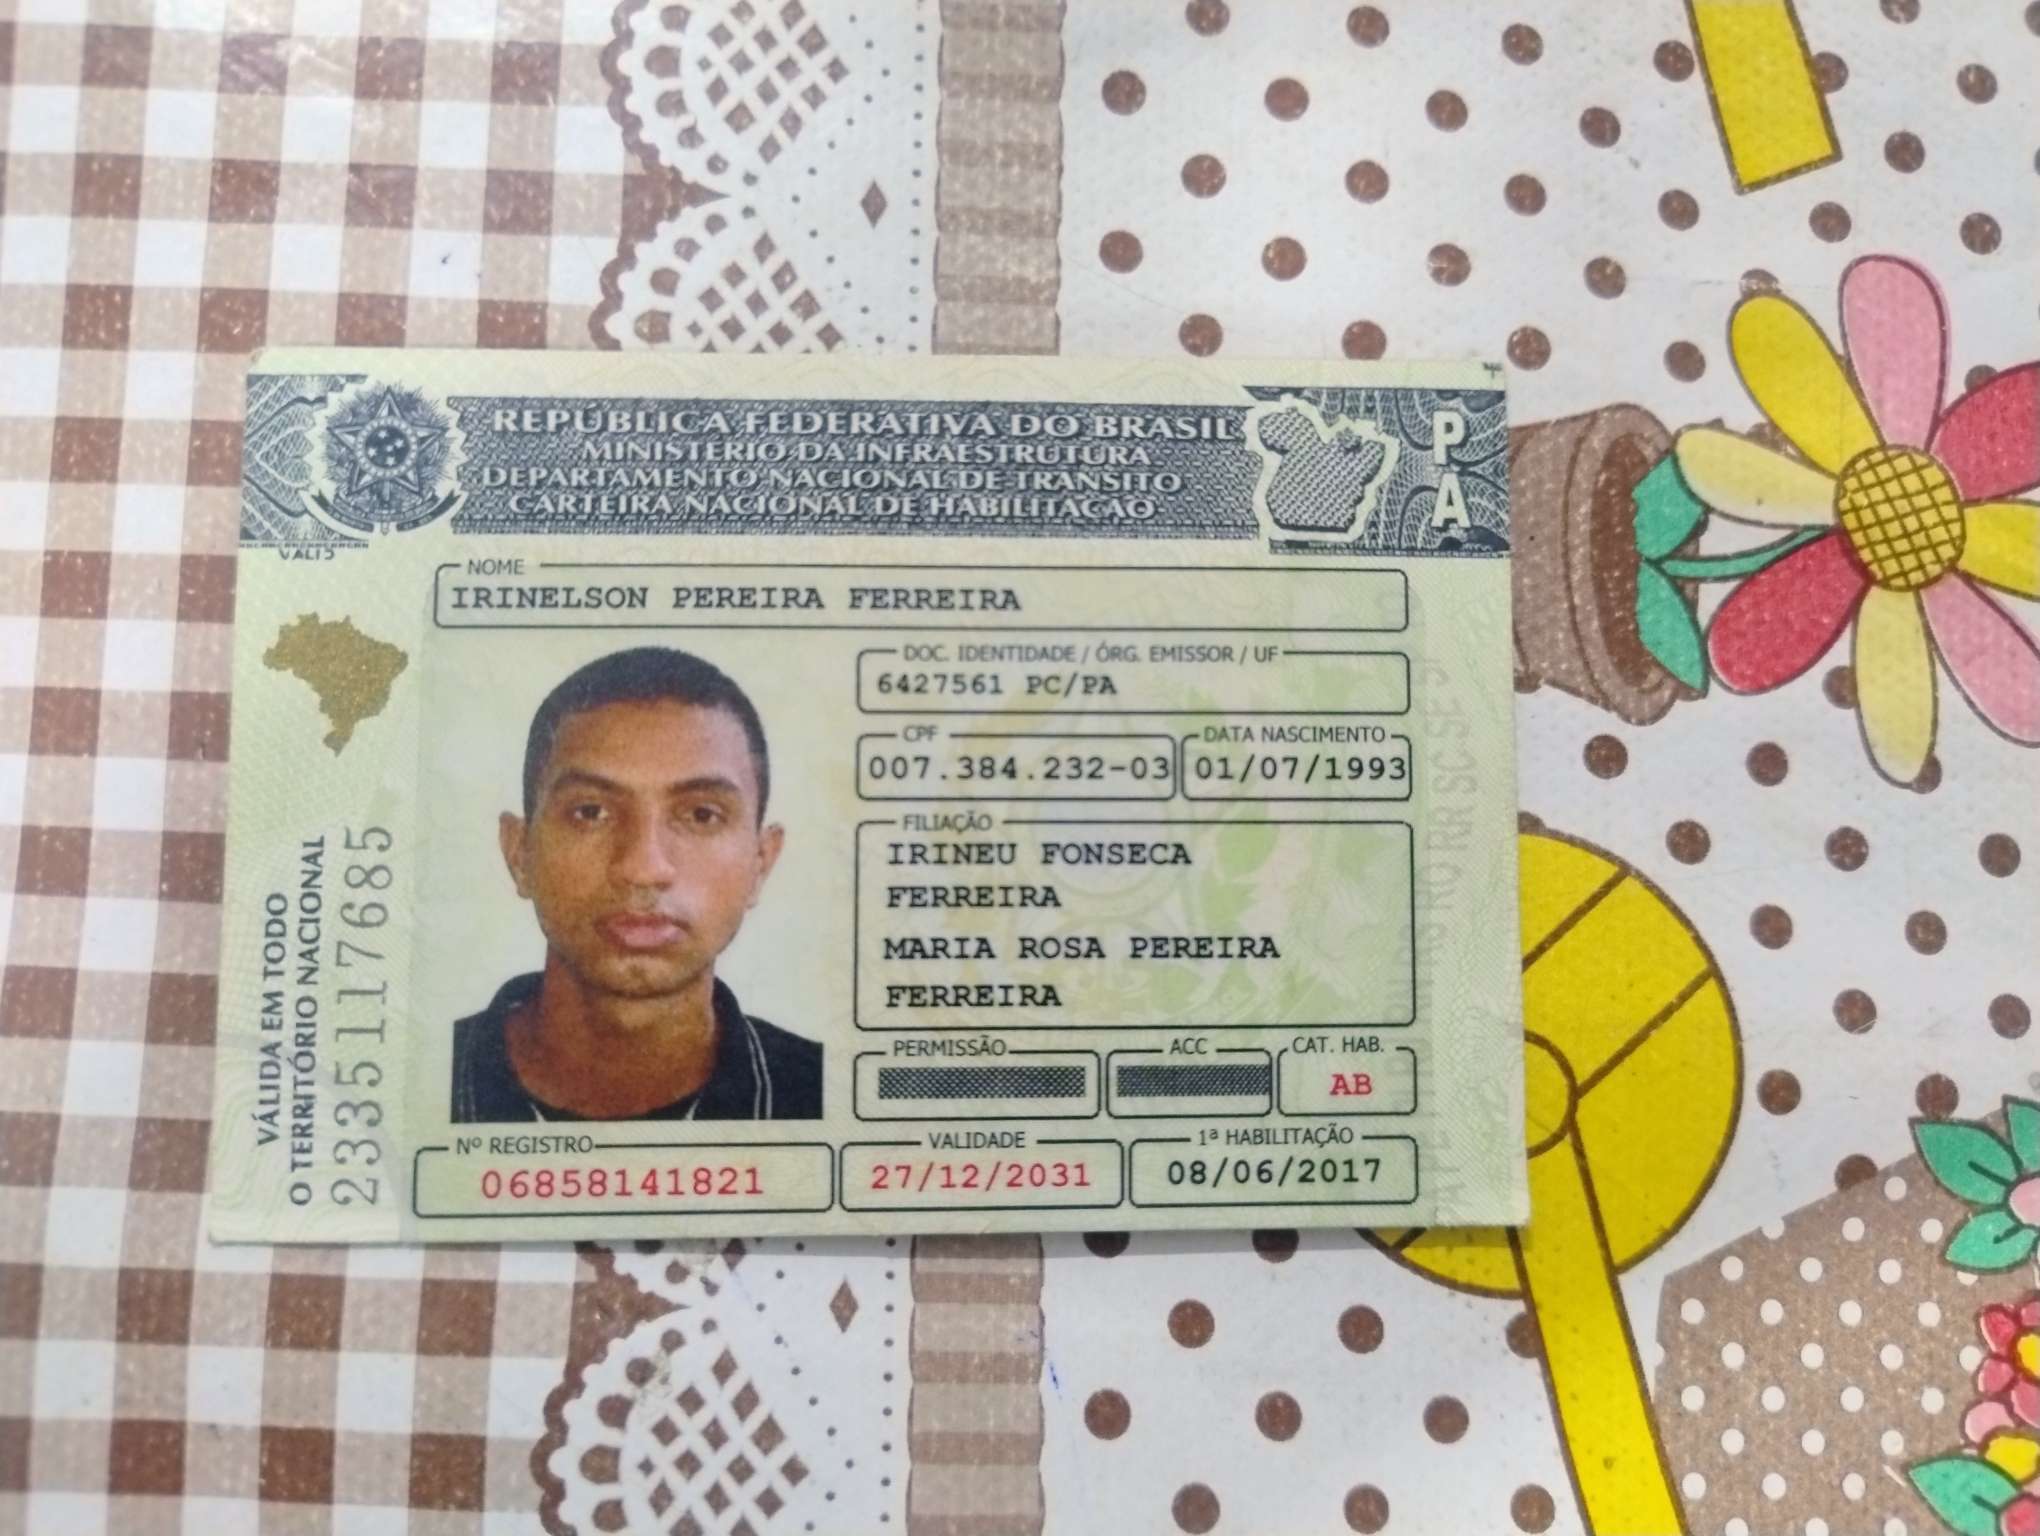 REPÚBLICA FEDERATIVA DO BRASIL
MINISTÉRIO DA INFRAESTRUTURA
DEPARTAMENTO NACIONAL DE TRÂNSITO
CARTEIRA NACIONAL DE HABILITAÇÃO
PA
NOME
IRINELSON PEREIRA FERREIRA
DOC. IDENTIDADE / ÓRG. EMISSOR / UF
6427561 PC/PA
CPF
007.384.232-03
DATA NASCIMENTO
01/07/1993
FILIAÇÃO
IRINEU FONSECA
FERREIRA
MARIA ROSA PEREIRA
FERREIRA
PERMISSÃO
ACC
CAT. HAB.
AB
Nº REGISTRO
06858141821
VALIDADE
27/12/2031
1ª HABILITAÇÃO
08/06/2017
VÁLIDA EM TODO
O TERRITÓRIO NACIONAL
2335117685